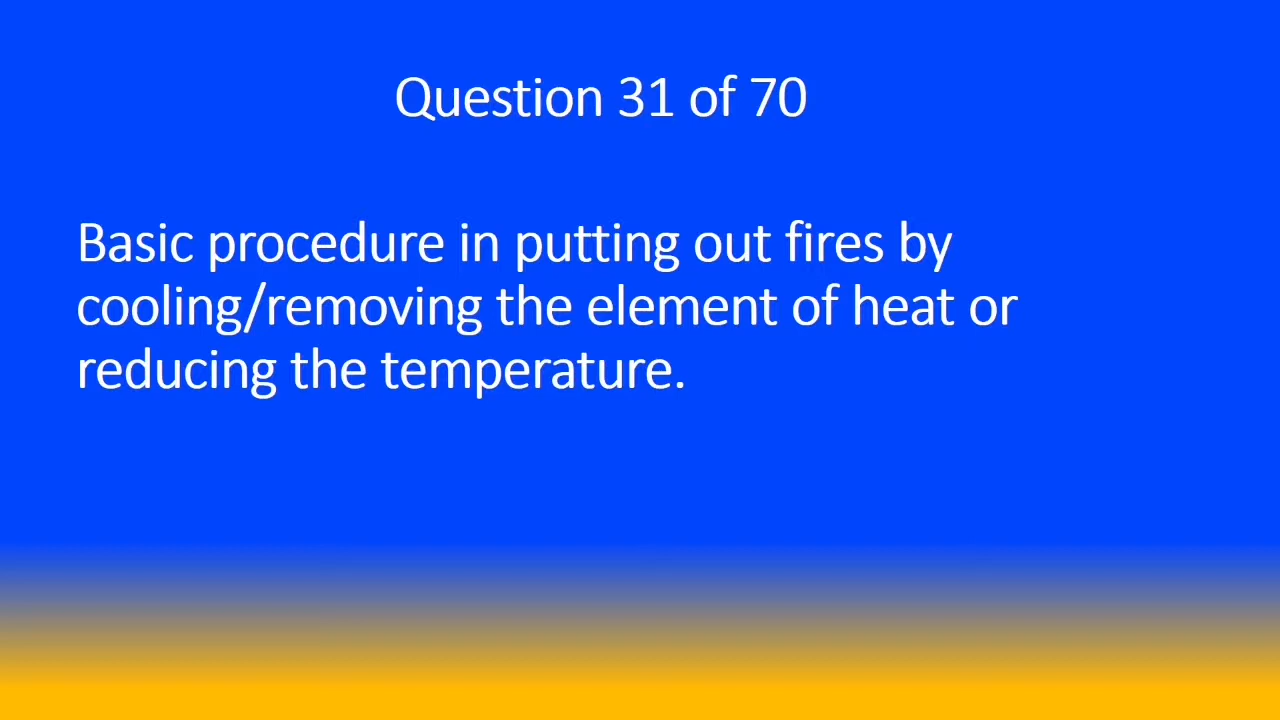 Question 31 of 70
Basic procedure in putting out fires by
cooling/removing the element of heat or
reducing the temperature.